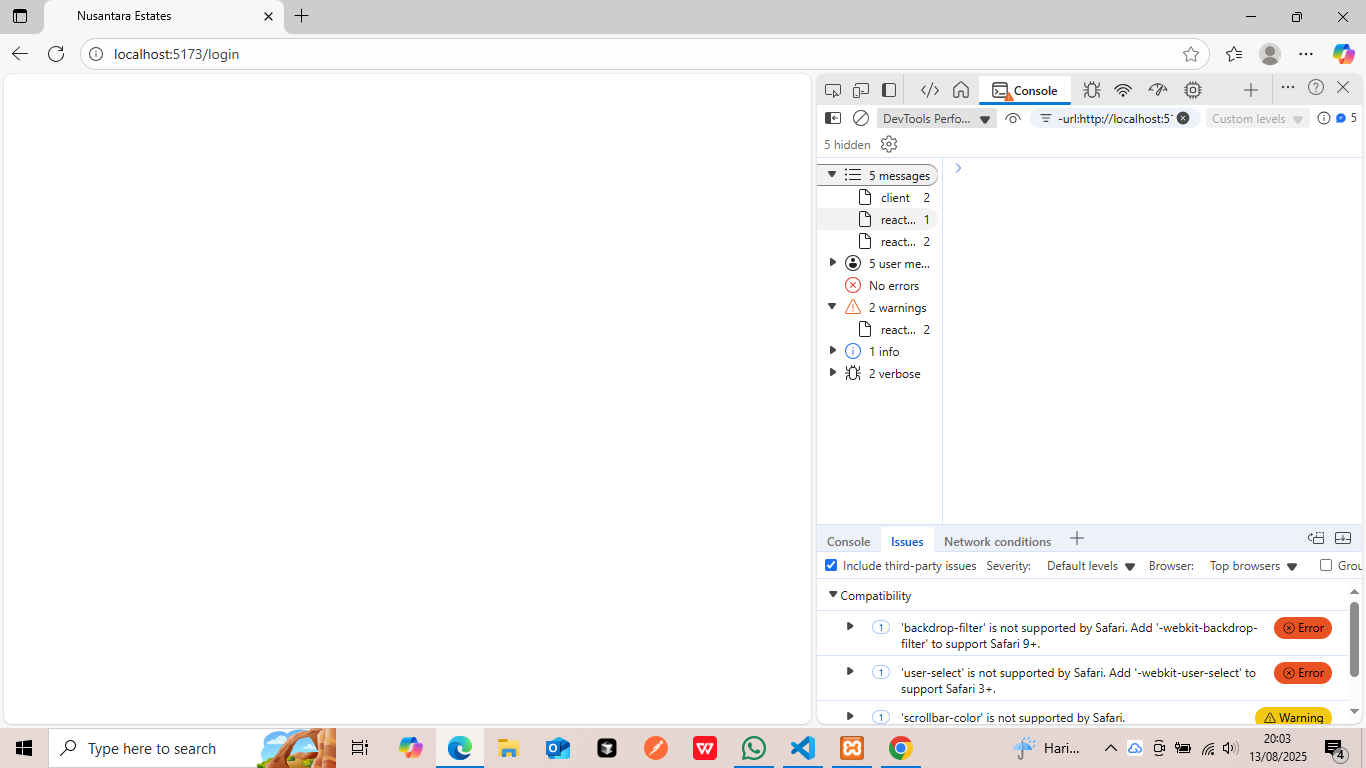 Nusantara Estates
localhost:5173/login
Console
DevTools Perfo...
-url:http://localhost:5
Custom levels
5
5 hidden
5 messages
client 2
react... 1
react... 2
5 user me...
No errors
2 warnings
react... 2
1 info
2 verbose
Console Issues Network conditions
Include third-party issues Severity: Default levels Browser: Top browsers Grou
Compatibility
1 'backdrop-filter' is not supported by Safari. Add '-webkit-backdrop-
filter' to support Safari 9+.
Error
1 'user-select' is not supported by Safari. Add '-webkit-user-select' to
support Safari 3+.
Error
1 'scrollbar-color' is not supported by Safari.
Warning
Type here to search
Hari...
20:03
13/08/2025
4